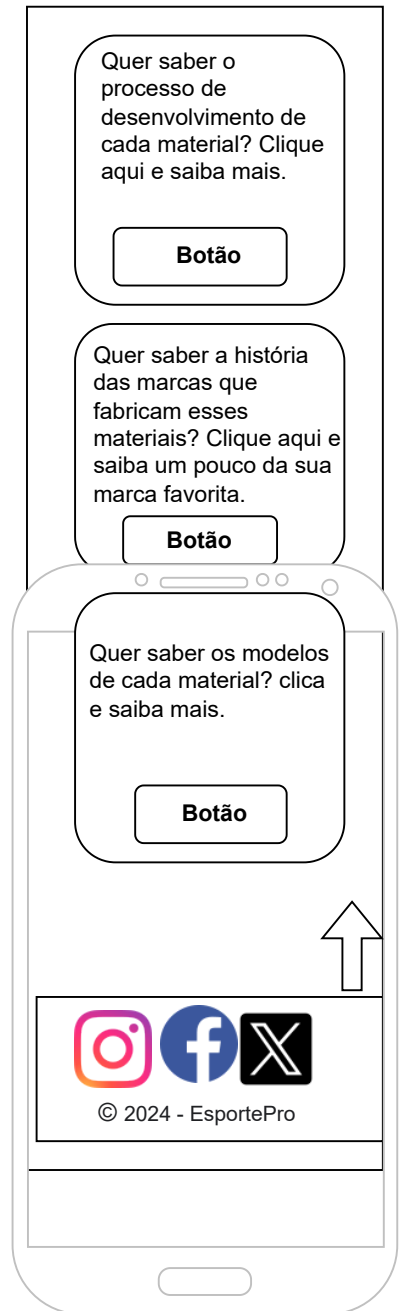 Quer saber o
processo de
desenvolvimento de
cada material? Clique
aqui e saiba mais.
Botão
Quer saber a história
das marcas que
fabricam esses
materiais? Clique aqui e
saiba um pouco da sua
marca favorita.
Botão
Quer saber os modelos
de cada material? clica
e saiba mais.
Botão
© 2024 - EsportePro